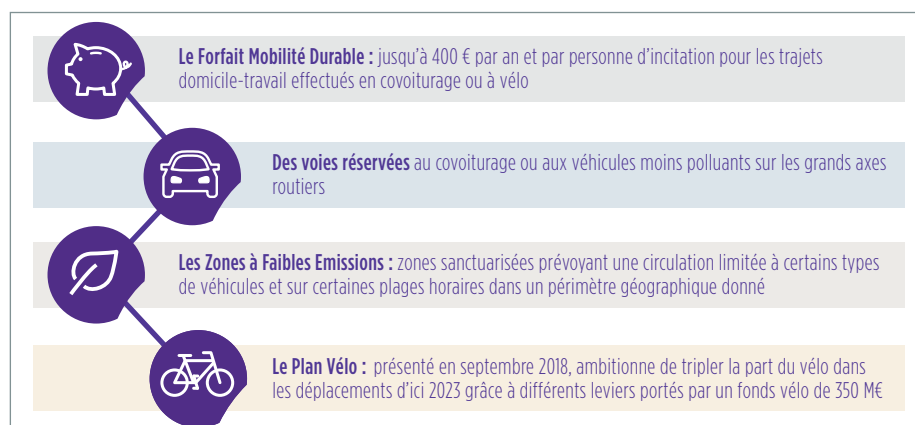 Le Forfait Mobilité Durable : jusqu'à 400 € par an et par personne d'incitation pour les trajets
domicile-travail effectués en covoiturage ou à vélo
Des voies réservées au covoiturage ou aux véhicules moins polluants sur les grands axes
routiers
Les Zones à Faibles Emissions : zones sanctuarisées prévoyant une circulation limitée à certains types
de véhicules et sur certaines plages horaires dans un périmètre géographique donné
Le Plan Vélo : présenté en septembre 2018, ambitionne de tripler la part du vélo dans
les déplacements d'ici 2023 grâce à différents leviers portés par un fonds vélo de 350 M€